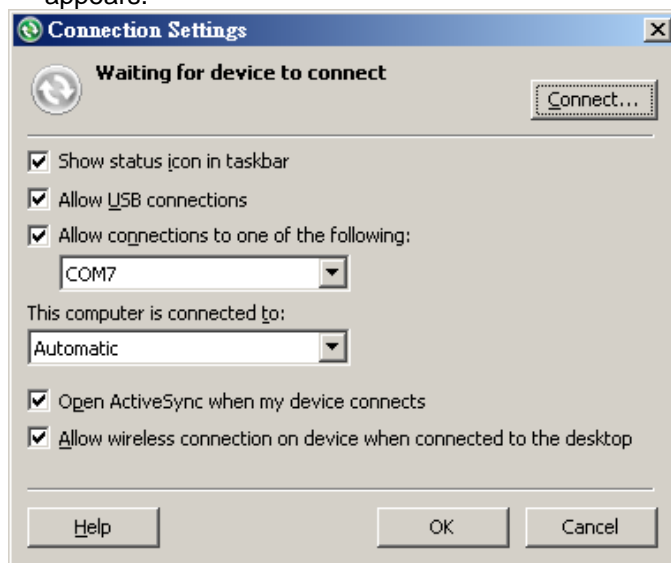 appears.
Connection Settings
Waiting for device to connect
Connect...
Show status icon in taskbar
Allow USB connections
Allow connections to one of the following:
COM7
This computer is connected to:
Automatic
Open ActiveSync when my device connects
Allow wireless connection on device when connected to the desktop
Help OK Cancel